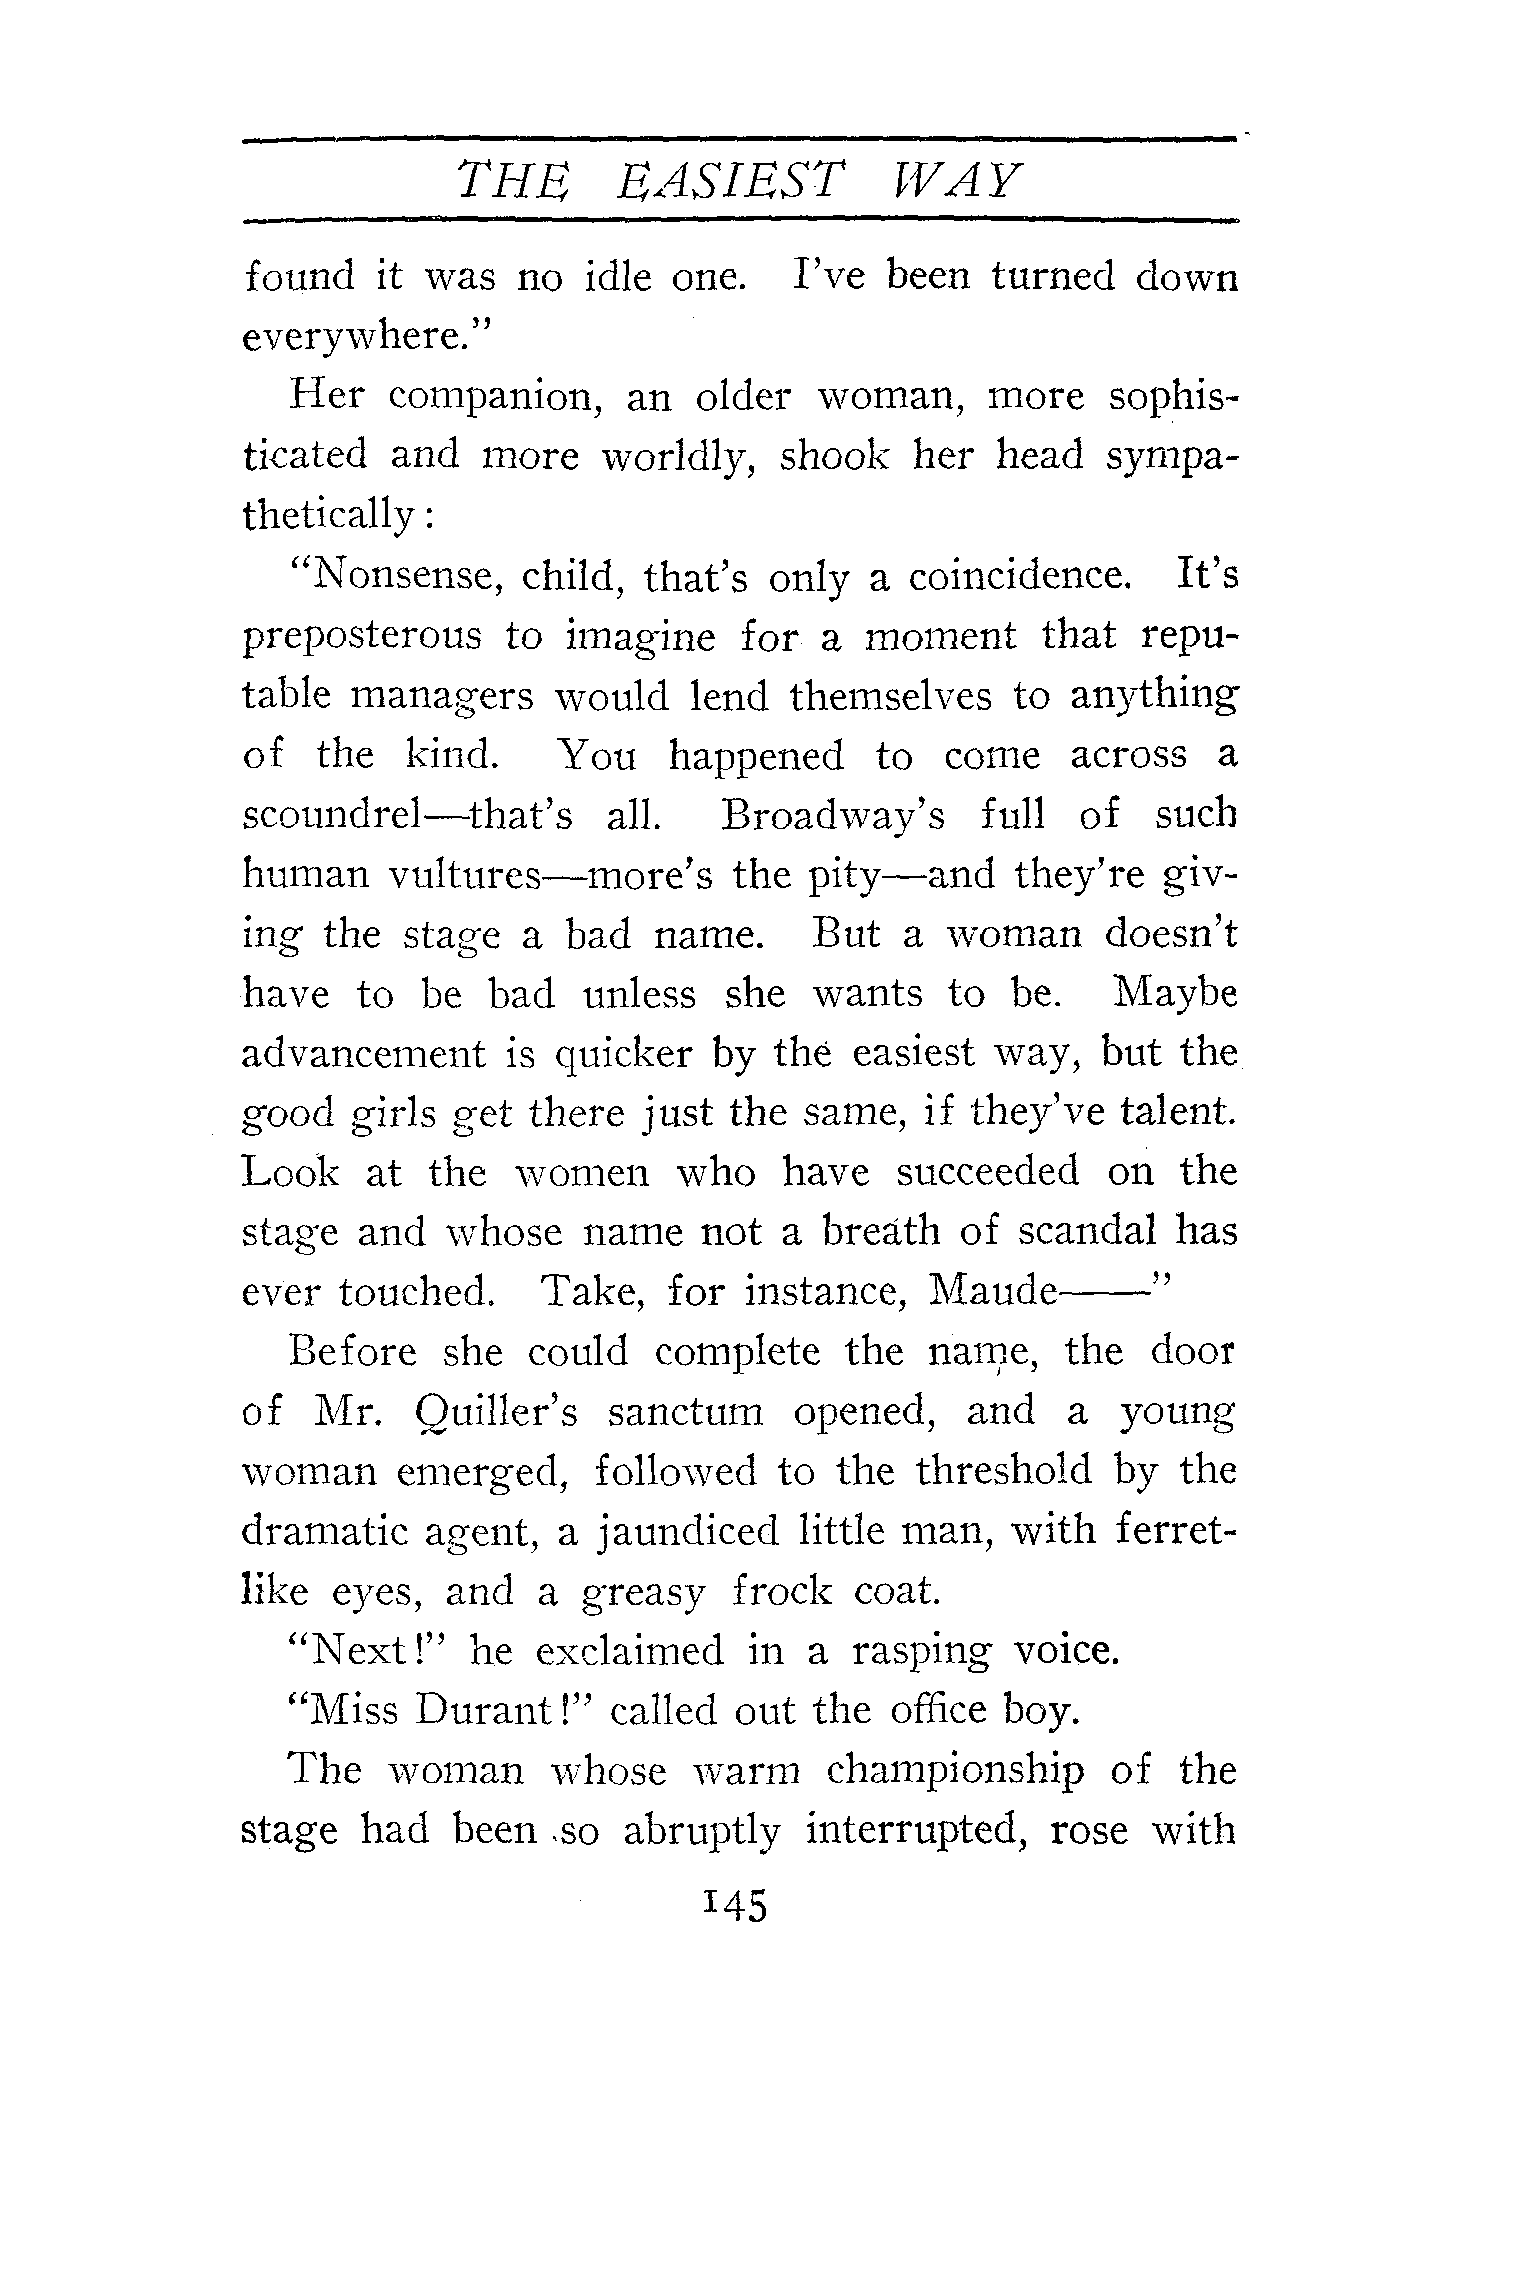 THE EASIEST WAY
found it was no idle one. I've been turned down
everywhere."
Her companion, an older woman, more sophis-
ticated and more worldly, shook her head sympa-
thetically:
"Nonsense, child, that's only a coincidence. It's
preposterous to imagine for a moment that repu-
table managers would lend themselves to anything
of the kind. You happened to come across a
scoundrel—that's all. Broadway's full of such
human vultures—more's the pity—and they're giv-
ing the stage a bad name. But a woman doesn't
have to be bad unless she wants to be. Maybe
advancement is quicker by the easiest way, but the
good girls get there just the same, if they've talent.
Look at the women who have succeeded on the
stage and whose name not a breath of scandal has
ever touched. Take, for instance, Maude——"
Before she could complete the name, the door
of Mr. Quiller's sanctum opened, and a young
woman emerged, followed to the threshold by the
dramatic agent, a jaundiced little man, with ferret-
like eyes, and a greasy frock coat.
"Next!" he exclaimed in a rasping voice.
"Miss Durant!" called out the office boy.
The woman whose warm championship of the
stage had been so abruptly interrupted, rose with
145